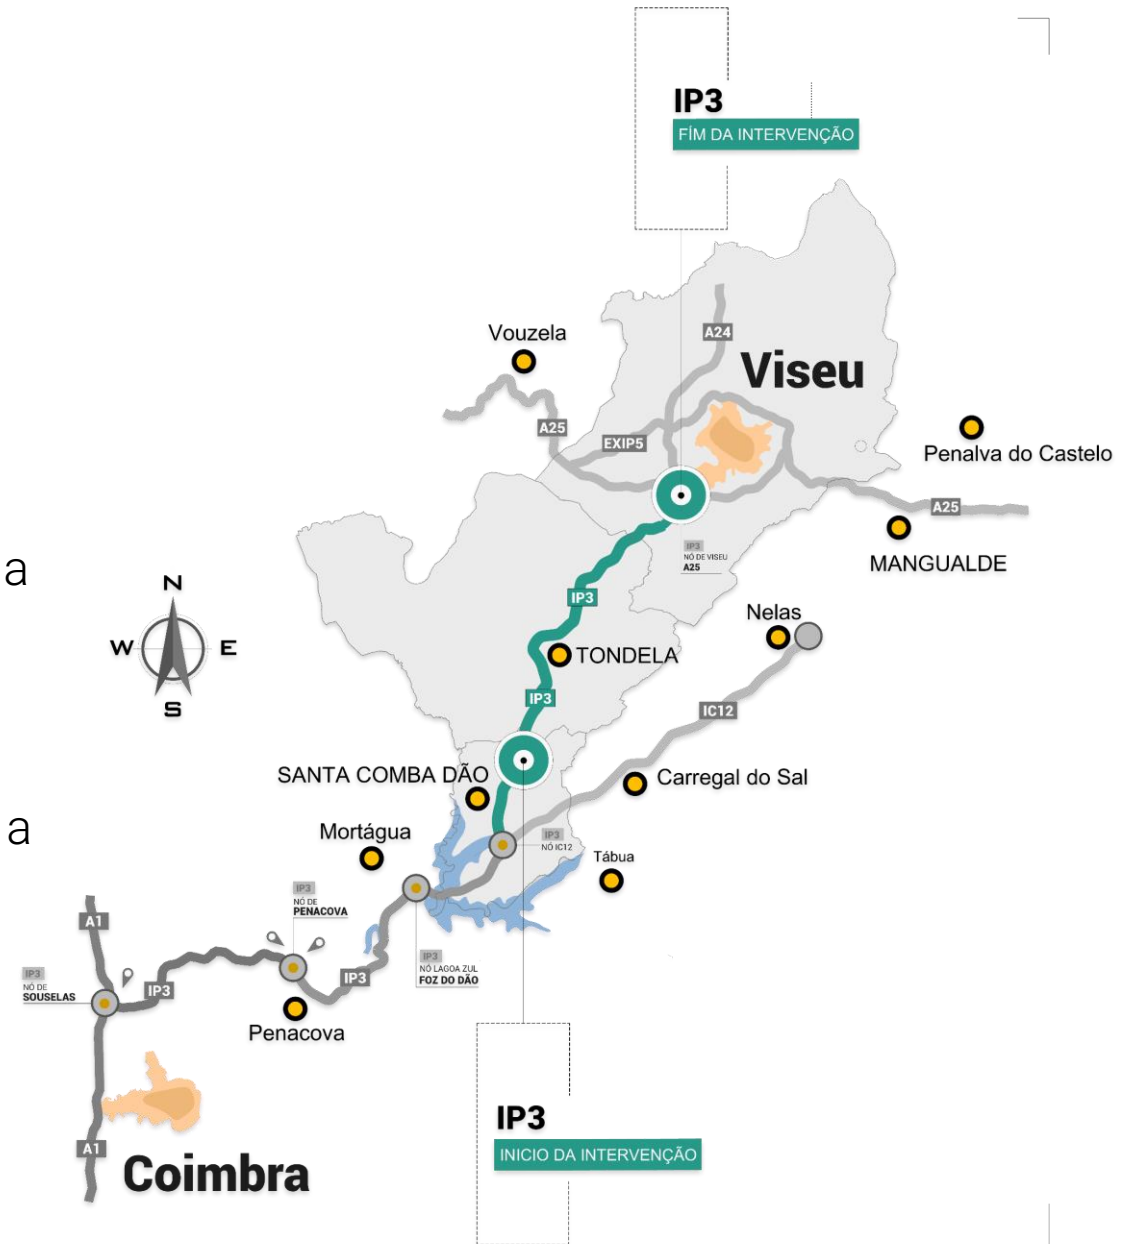 IP3
FÍM DA INTERVENÇÃO
A24
Vouzela
Viseu
A25
EXIP5
Penalva do Castelo
A25
MANGUALDE
IP3
NÓ DE VISEU
A25
a
N
W
E
S
IP3
Nelas
TONDELA
IP3
IC12
SANTA COMBA DÃO
Carregal do Sal
a
Mortágua
IP3
NÓ IC12
Tábua
IP3
NÓ DE
PENACOVA
A1
IP3
NÓ LAGOA ZUL
FOZ DO DÃO
IP3
IP3
NÓ DE
SOUSELAS
IP3
Penacova
IP3
INICIO DA INTERVENÇÃO
A1
Coimbra